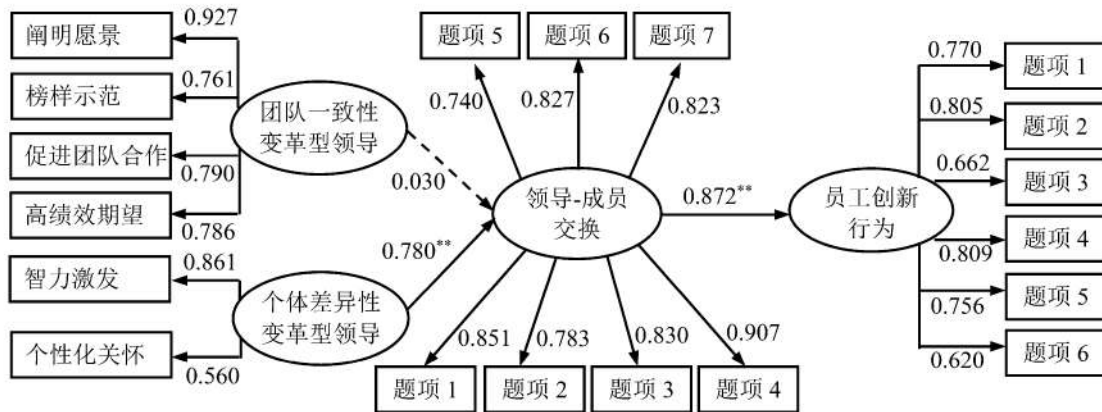 阐明愿景
0.927
榜样示范
0.761
促进团队合作
0.790
高绩效期望
0.786
智力激发
0.861
个性化关怀
0.560
团队一致性
变革型领导
个体差异性
变革型领导
0.030
0.780**
题项 5
题项 6
题项 7
0.740
0.827
0.823
领导-成员
交换
0.851
0.783
0.830
0.907
题项 1
题项 2
题项 3
题项 4
0.872**
员工创新
行为
0.770
题项 1
0.805
题项 2
0.662
题项 3
0.809
题项 4
0.756
题项 5
0.620
题项 6